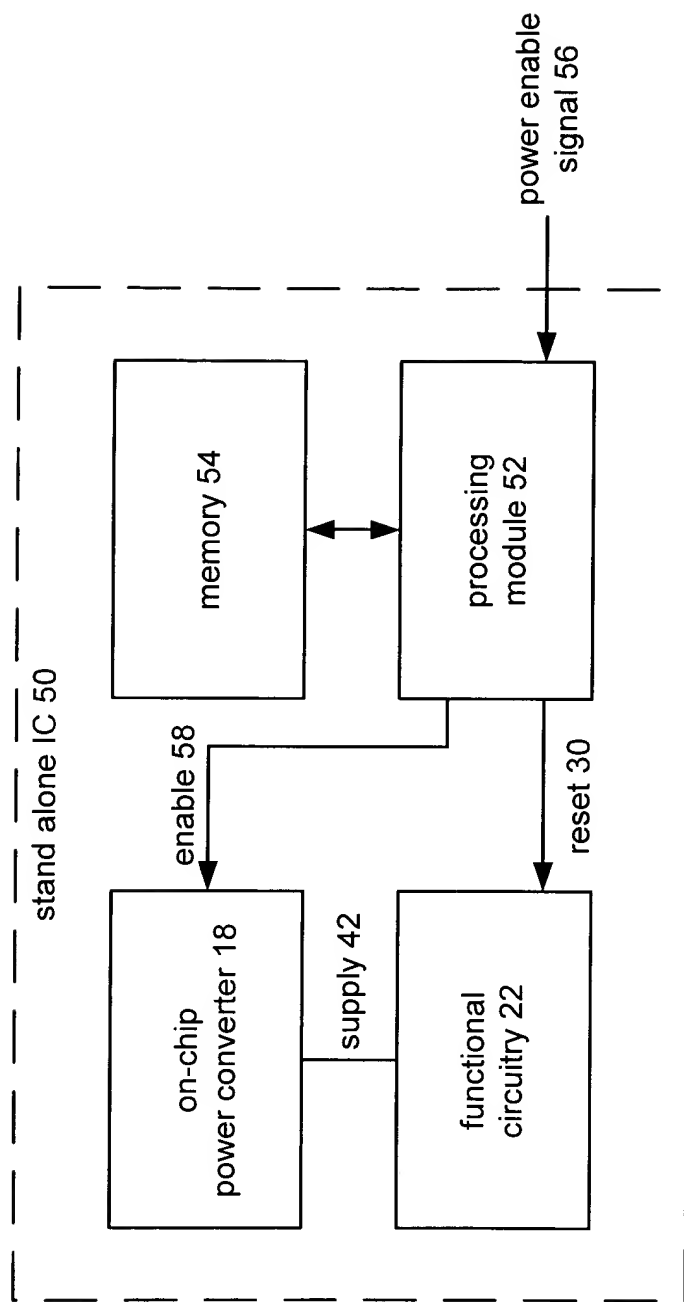 stand alone IC 50
on-chip
power converter 18
enable 58
memory 54
supply 42
functional
circuitry 22
reset 30
processing
module 52
power enable
signal 56